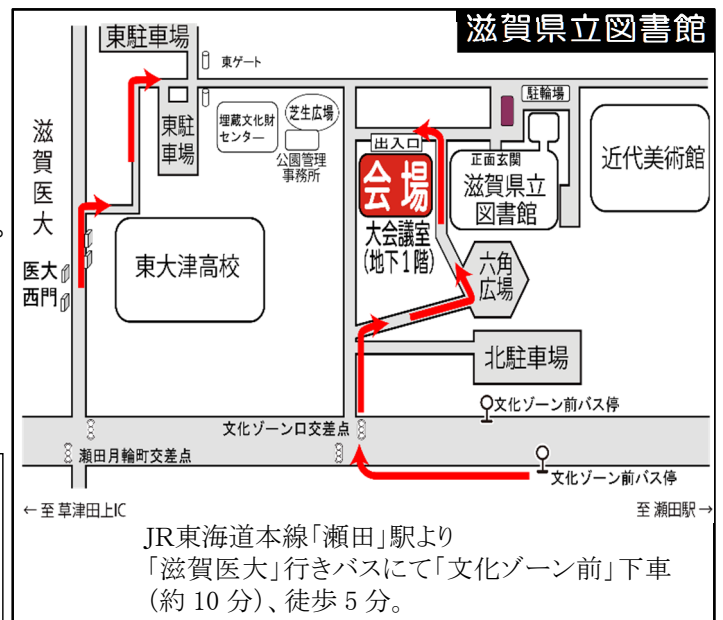 滋賀県立図書館
東駐車場
東ゲート
駐輪場
東駐
車場
埋蔵文化財
センター
芝生広場
公園管理
事務所
出入口
会場
大会議室
(地下1階)
正面玄関
滋賀県立
図書館
近代美術館
滋賀医大
医大
西門
東大津高校
六角
広場
北駐車場
文化ゾーン前バス停
文化ゾーン口交差点
瀬田月輪町交差点
文化ゾーン前バス停
←至 草津田上IC
至 瀬田駅→
JR東海道本線「瀬田」駅より
「滋賀医大」行きバスにて「文化ゾーン前」下車
(約 10 分)、徒歩 5 分。